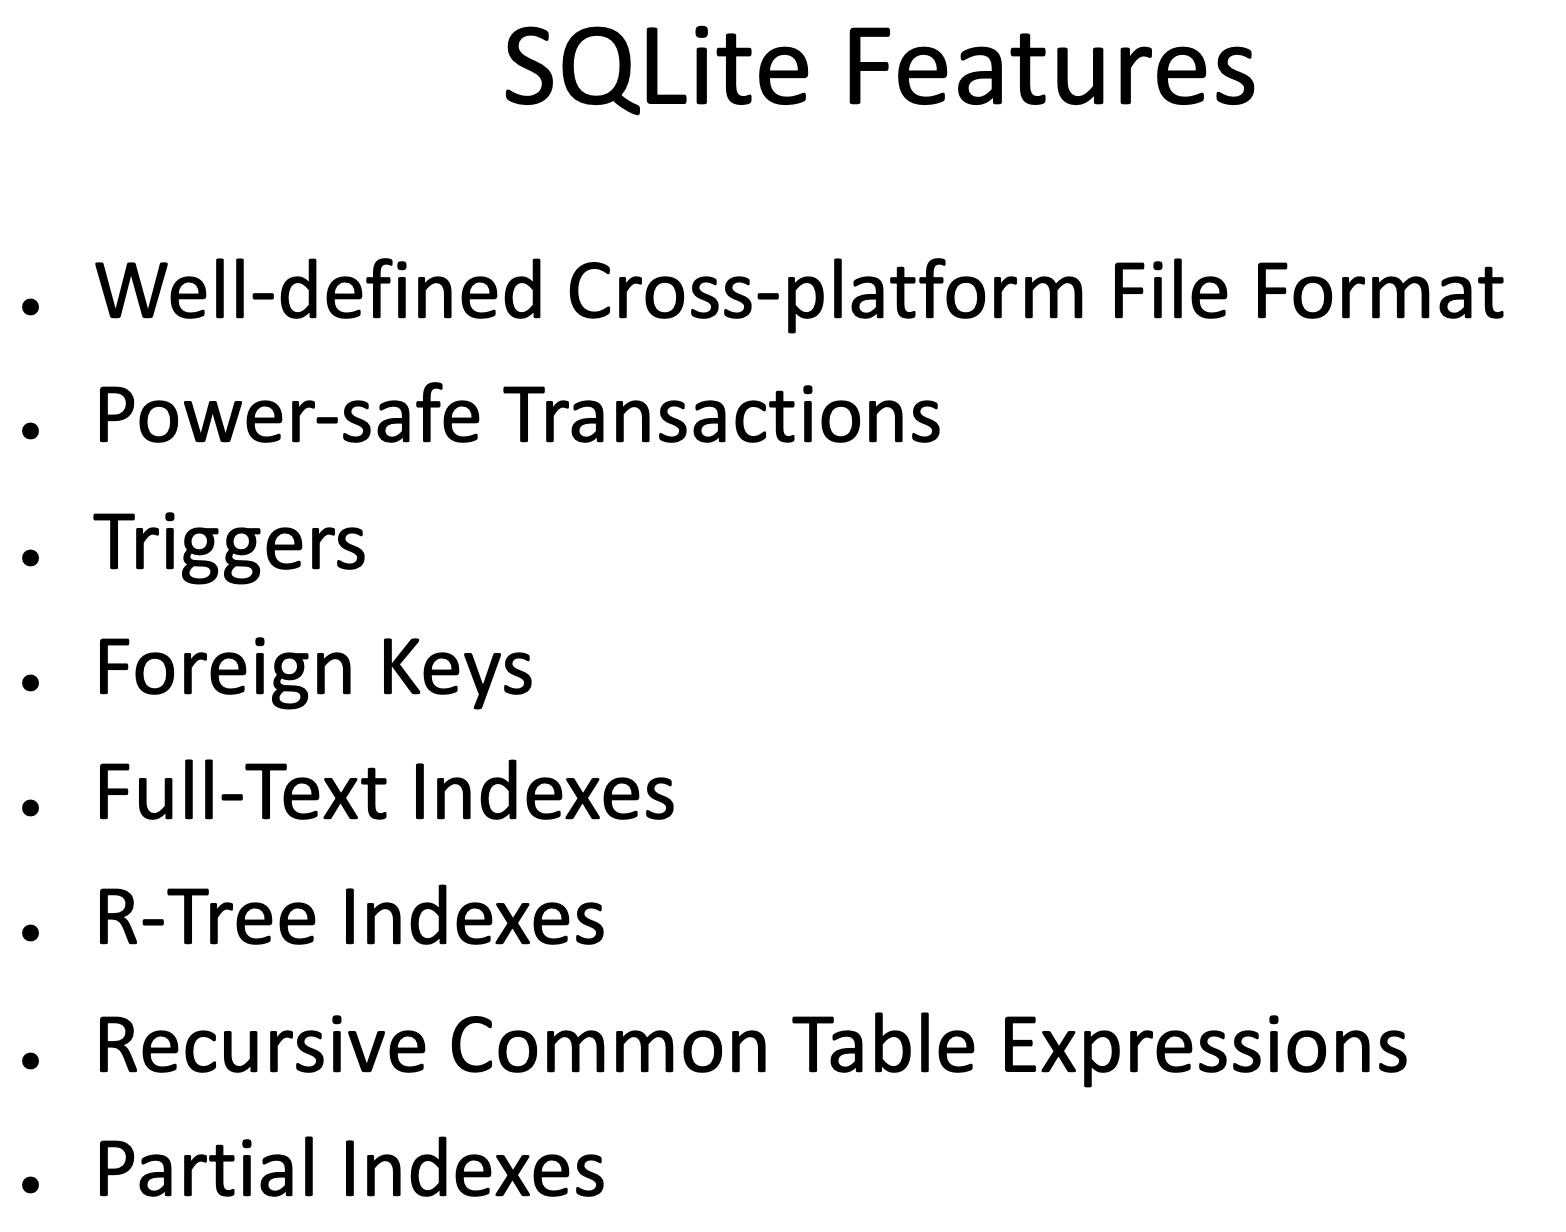 SQLite Features
• Well-defined Cross-platform File Format
• Power-safe Transactions
• Triggers
• Foreign Keys
• Full-Text Indexes
• R-Tree Indexes
• Recursive Common Table Expressions
• Partial Indexes